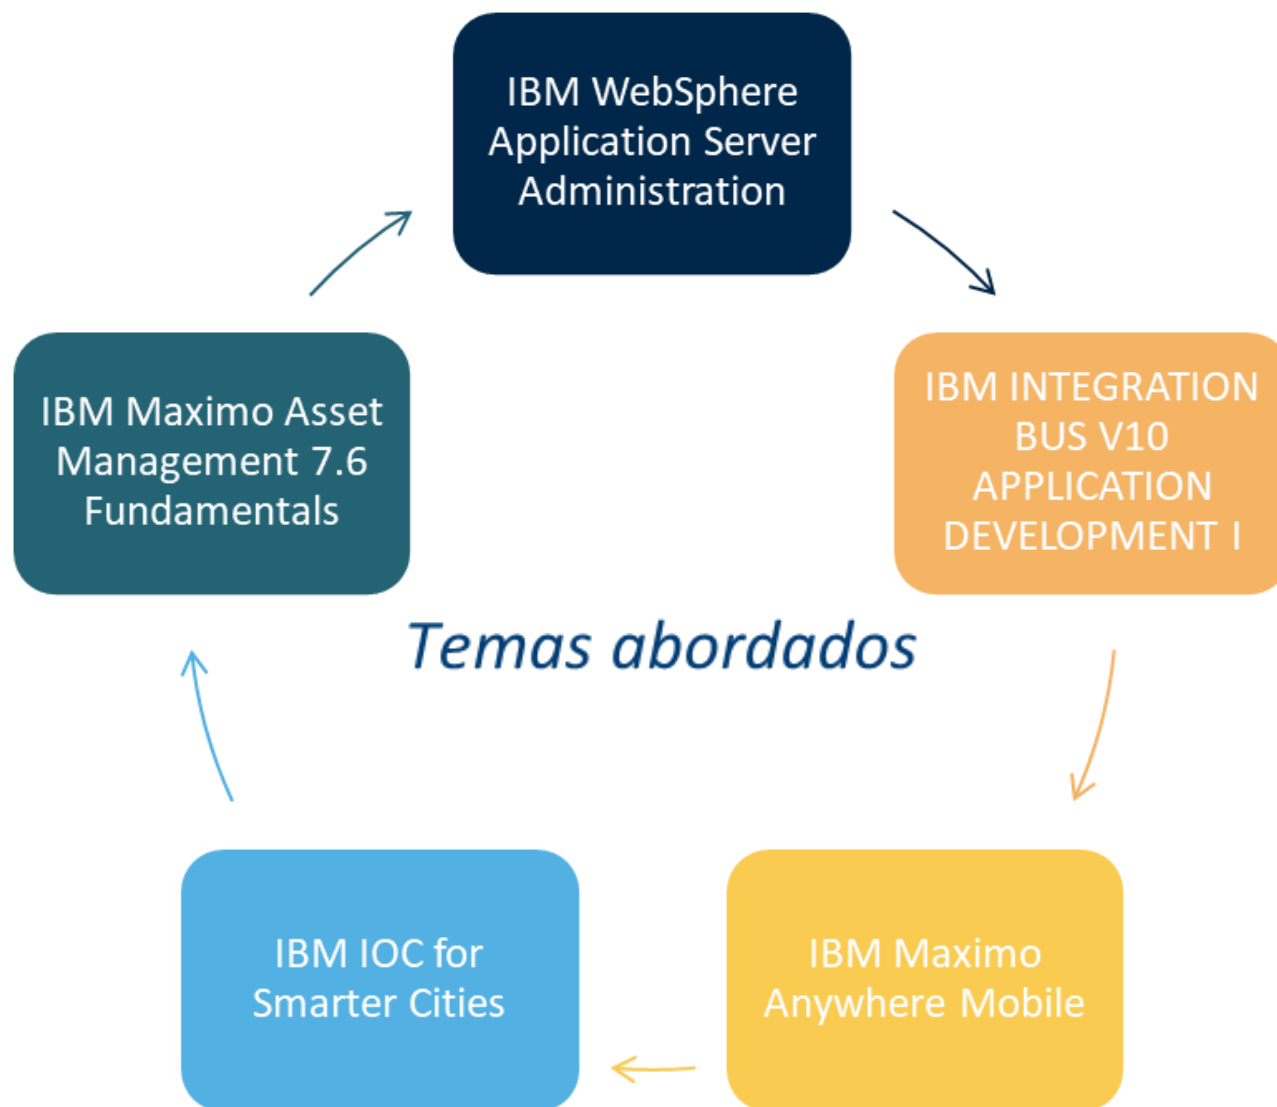 IBM WebSphere
Application Server
Administration
IBM INTEGRATION
BUS V10
APPLICATION
DEVELOPMENT I
IBM Maximo Asset
Management 7.6
Fundamentals
Temas abordados
IBM IOC for
Smarter Cities
IBM Maximo
Anywhere Mobile